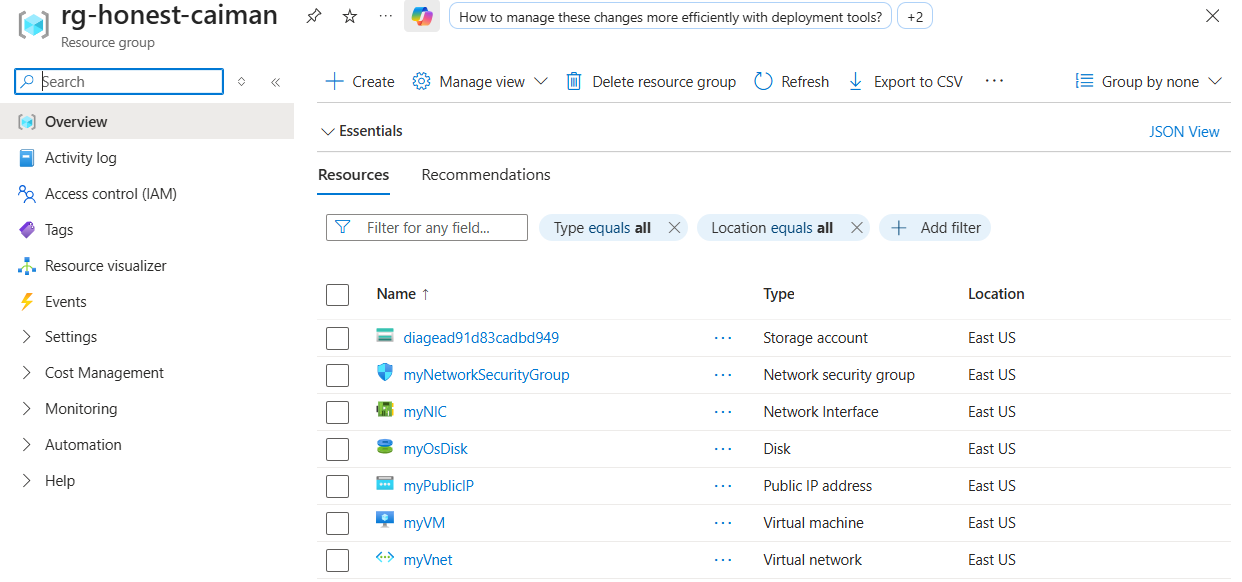 rg-honest-caiman
Resource group
How to manage these changes more efficiently with deployment tools?
+2
Search
Create
Manage view
Delete resource group
Refresh
Export to CSV
Group by none
Overview
Activity log
Access control (IAM)
Tags
Resource visualizer
Events
Settings
Cost Management
Monitoring
Automation
Help
Essentials
JSON View
Resources Recommendations
Filter for any field... Type equals all Location equals all Add filter
Name ↑ Type Location
diagead91d83cadbd949 Storage account East US
myNetworkSecurityGroup Network security group East US
myNIC Network Interface East US
myOsDisk Disk East US
myPublicIP Public IP address East US
myVM Virtual machine East US
myVnet Virtual network East US